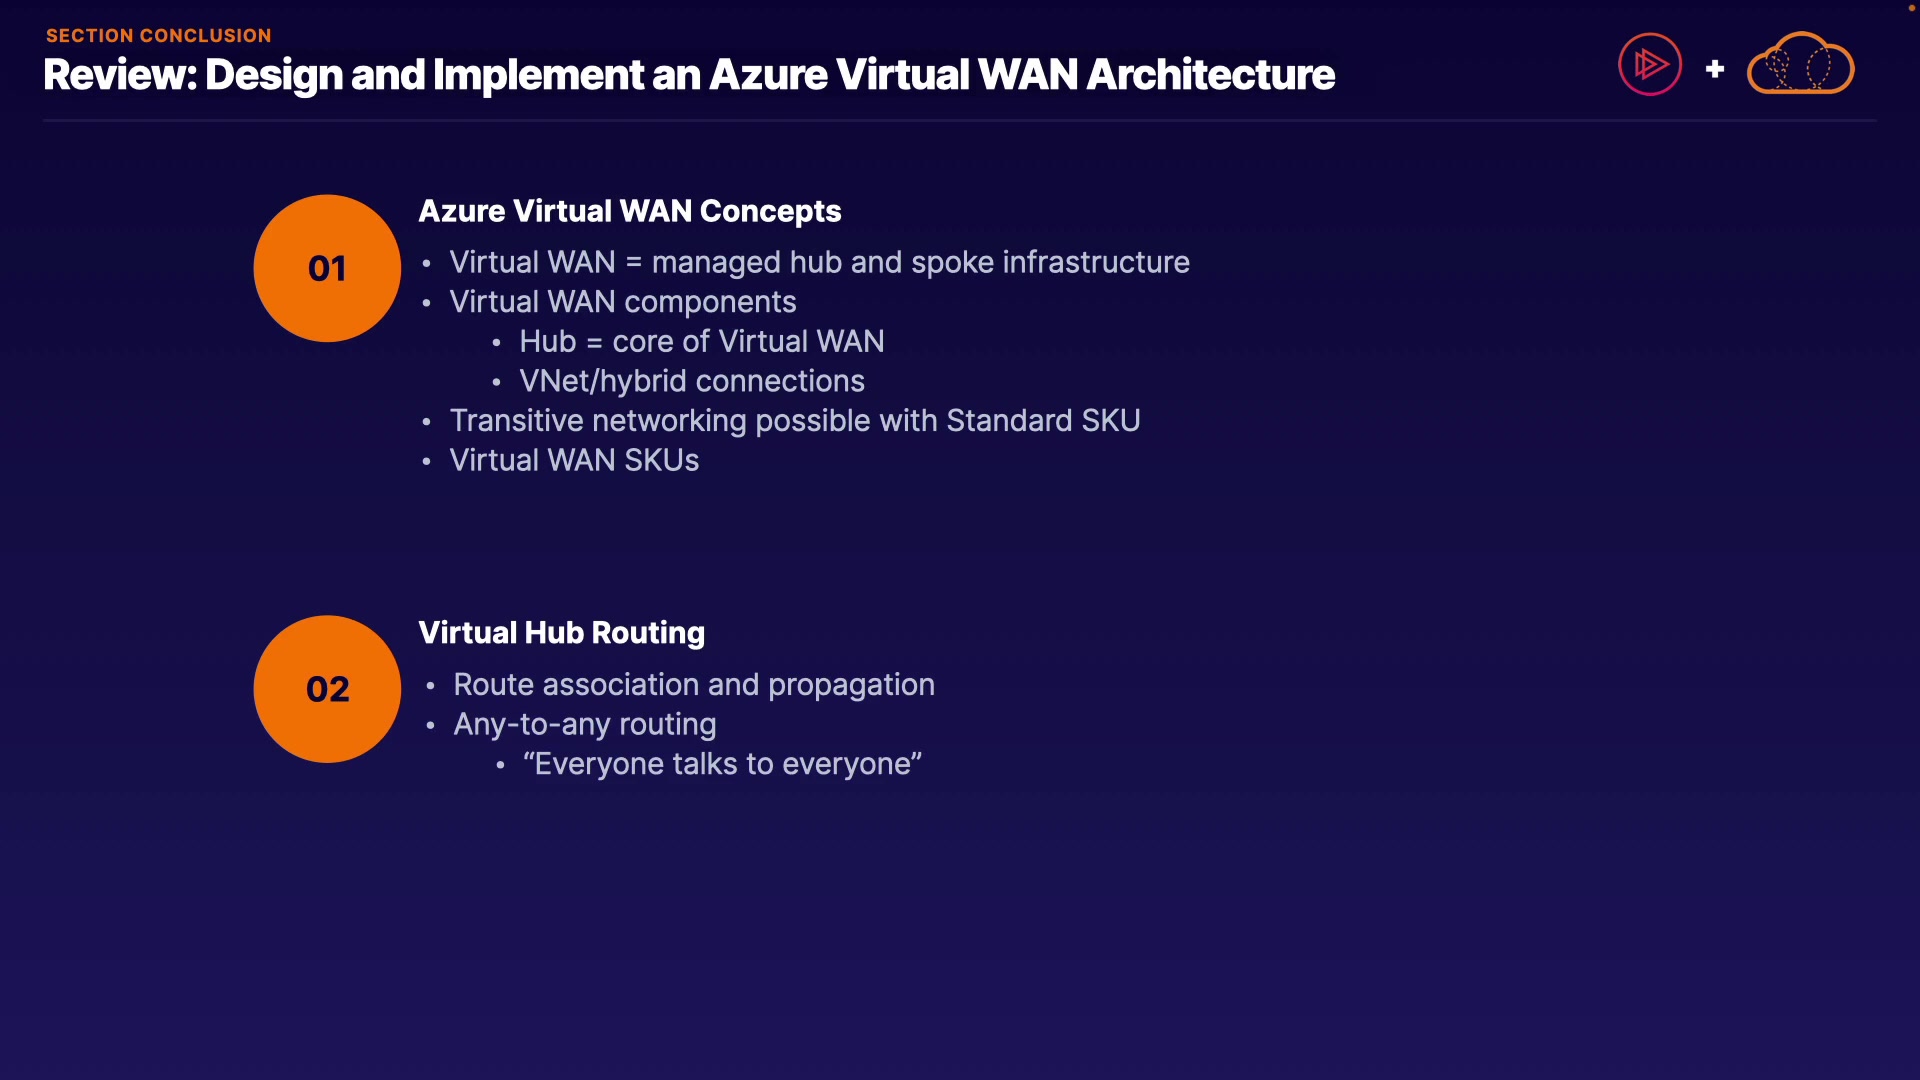 SECTION CONCLUSION
Review: Design and Implement an Azure Virtual WAN Architecture
+
01
Azure Virtual WAN Concepts
• Virtual WAN = managed hub and spoke infrastructure
• Virtual WAN components
• Hub = core of Virtual WAN
• VNet/hybrid connections
• Transitive networking possible with Standard SKU
• Virtual WAN SKUs
02
Virtual Hub Routing
• Route association and propagation
• Any-to-any routing
• “Everyone talks to everyone”